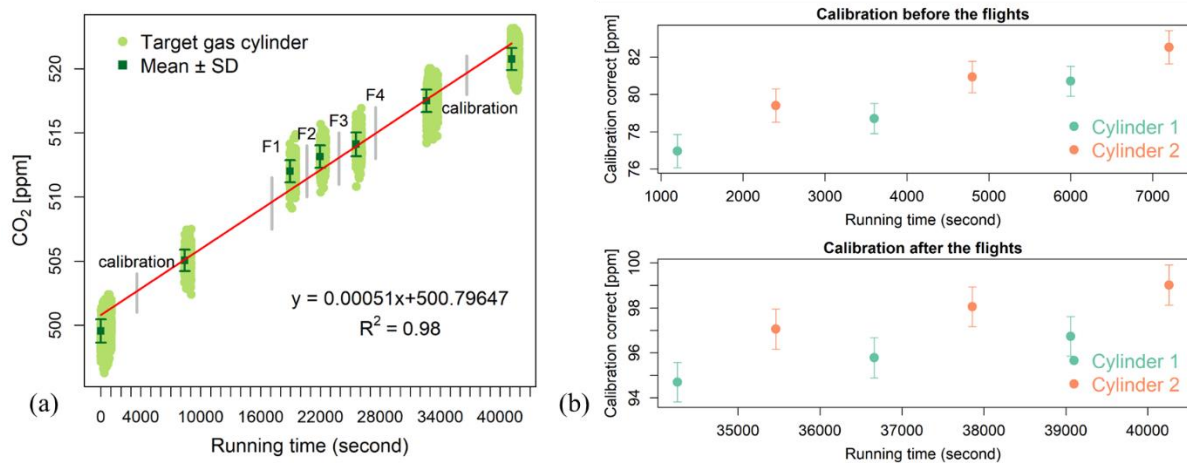 Target gas cylinder
Mean ± SD
CO₂ [ppm]
520
515
510
505
500
F1
F2
F3
F4
calibration
calibration
y = 0.00051x+500.79647
R² = 0.98
0 4000 10000 16000 22000 28000 34000 40000
Running time (second)
(a)
Calibration before the flights
Calibration correct [ppm]
82
80
78
76
Cylinder 1
Cylinder 2
1000 2000 3000 4000 5000 6000 7000
Running time (second)
Calibration after the flights
Calibration correct [ppm]
100
98
96
94
Cylinder 1
Cylinder 2
35000 36000 37000 38000 39000 40000
Running time (second)
(b)